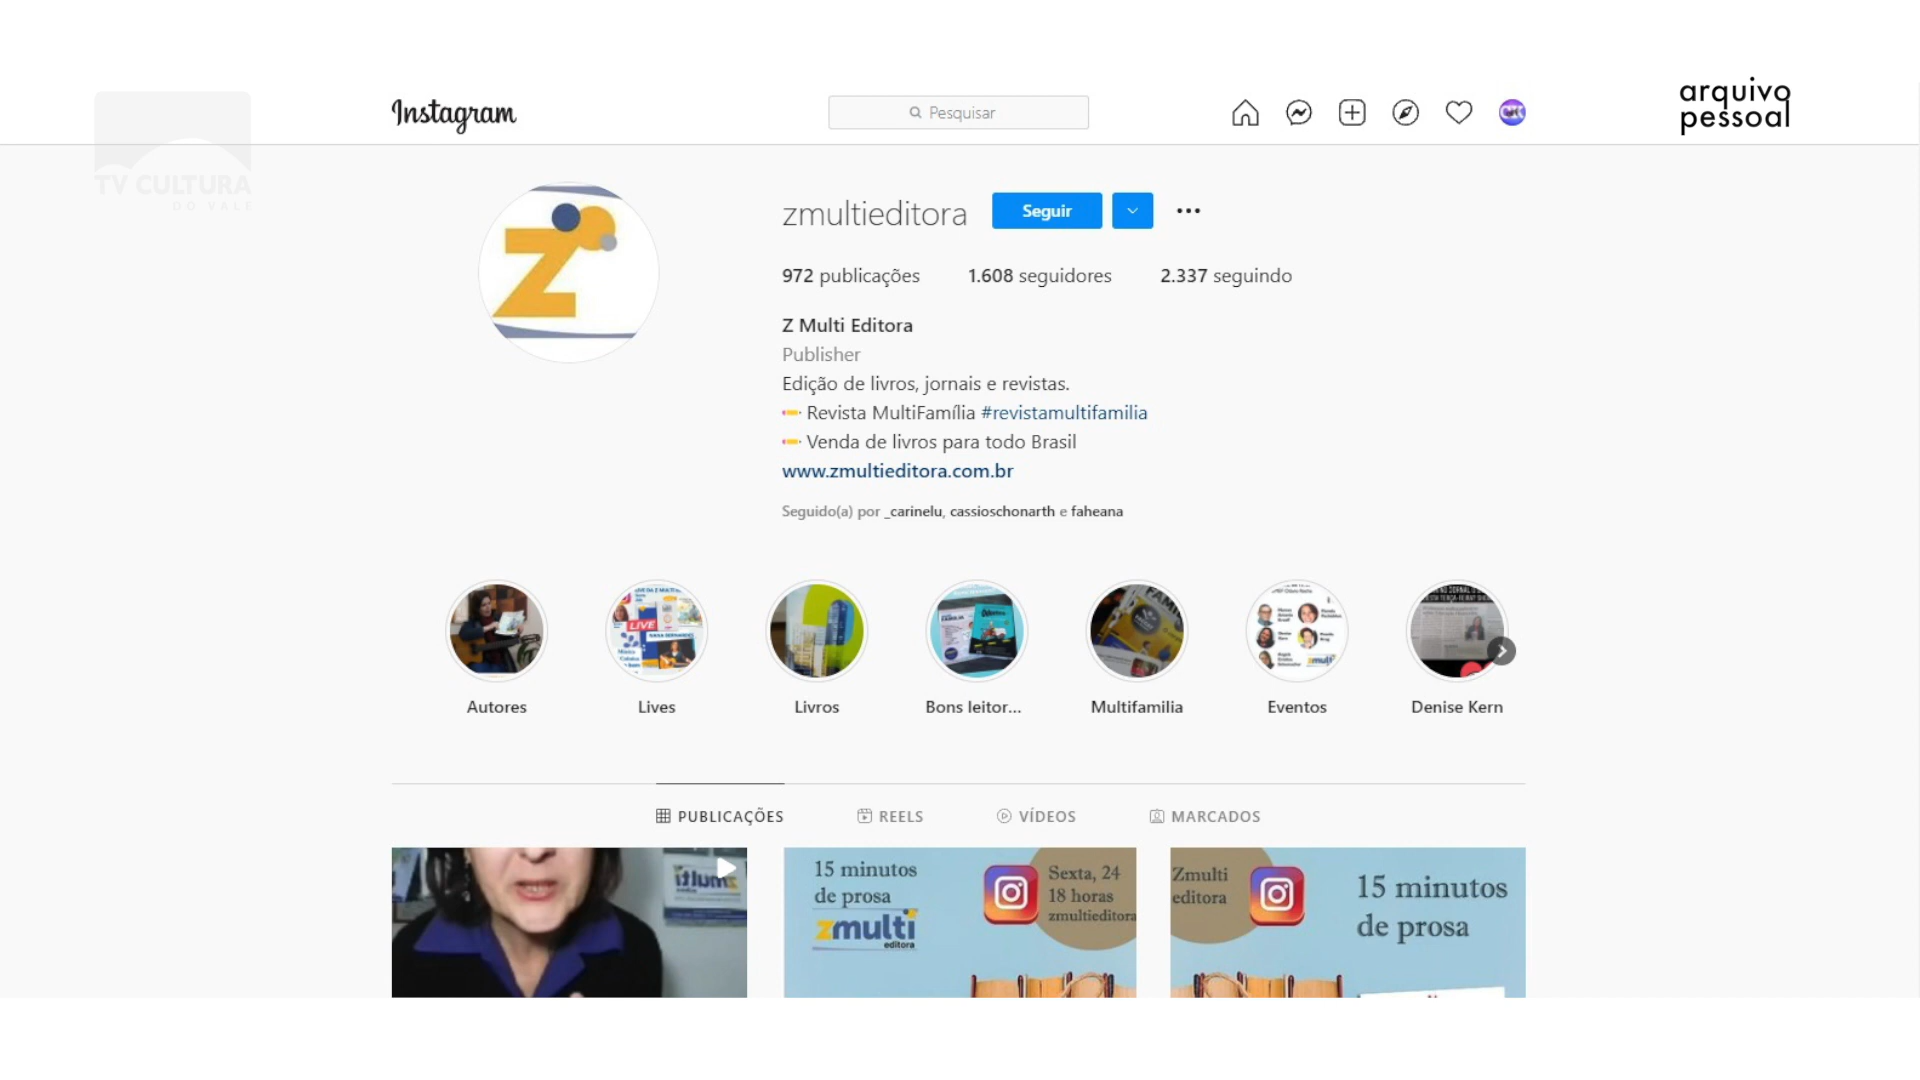 TV CULTURA
DO VALE
Instagram
Pesquisar
arquivo
pessoal
zmultieditora
Seguir
972 publicações 1.608 seguidores 2.337 seguindo
Z Multi Editora
Publisher
Edição de livros, jornais e revistas.
Revista MultiFamília #revistamultifamilia
Venda de livros para todo Brasil
www.zmultieditora.com.br
Seguido(a) por _carinelu, cassioschonarth e faheana
LIVE
zmulti
Autores
Lives
Livros
Bons leitor...
Multifamilia
Eventos
Denise Kern
PUBLICAÇÕES
REELS
VÍDEOS
MARCADOS
zmulti
15 minutos
de prosa
zmulti
editora
Sexta, 24
18 horas
zmultieditora
Zmulti
editora
15 minutos
de prosa